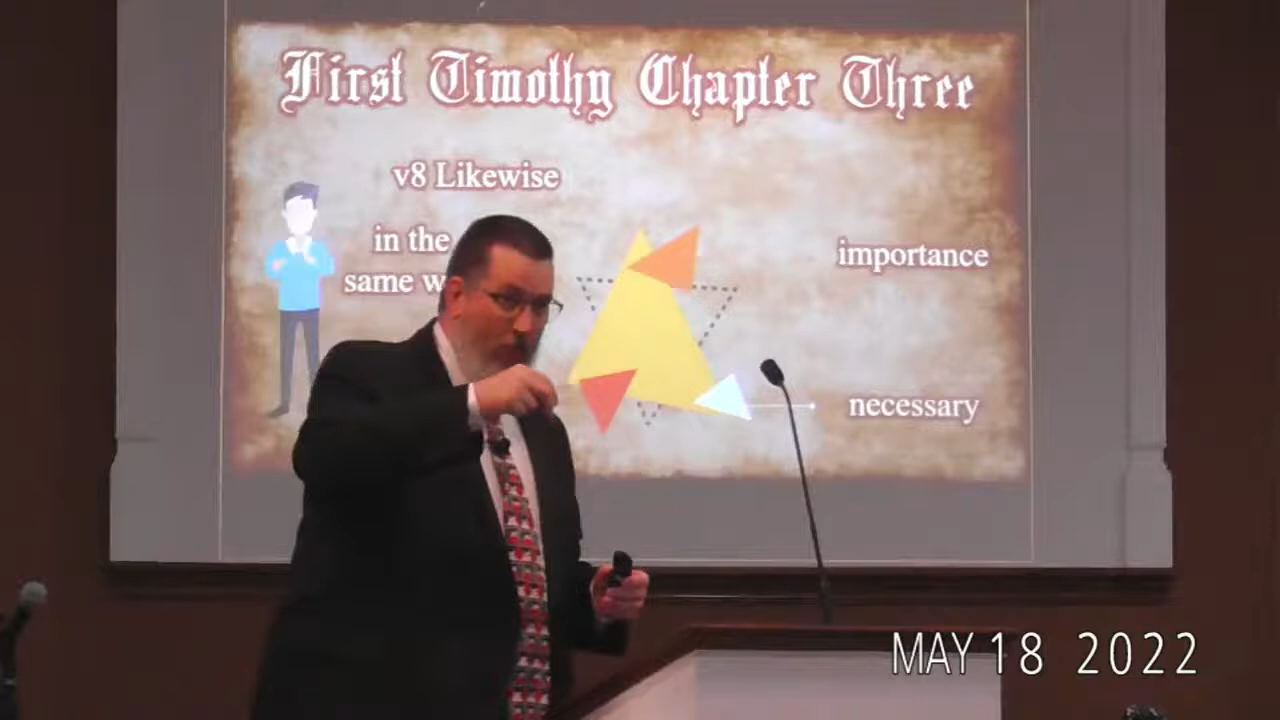 First Timothy Chapter Three
v8 Likewise
in the
same
importance
necessary
MAY 18 2022